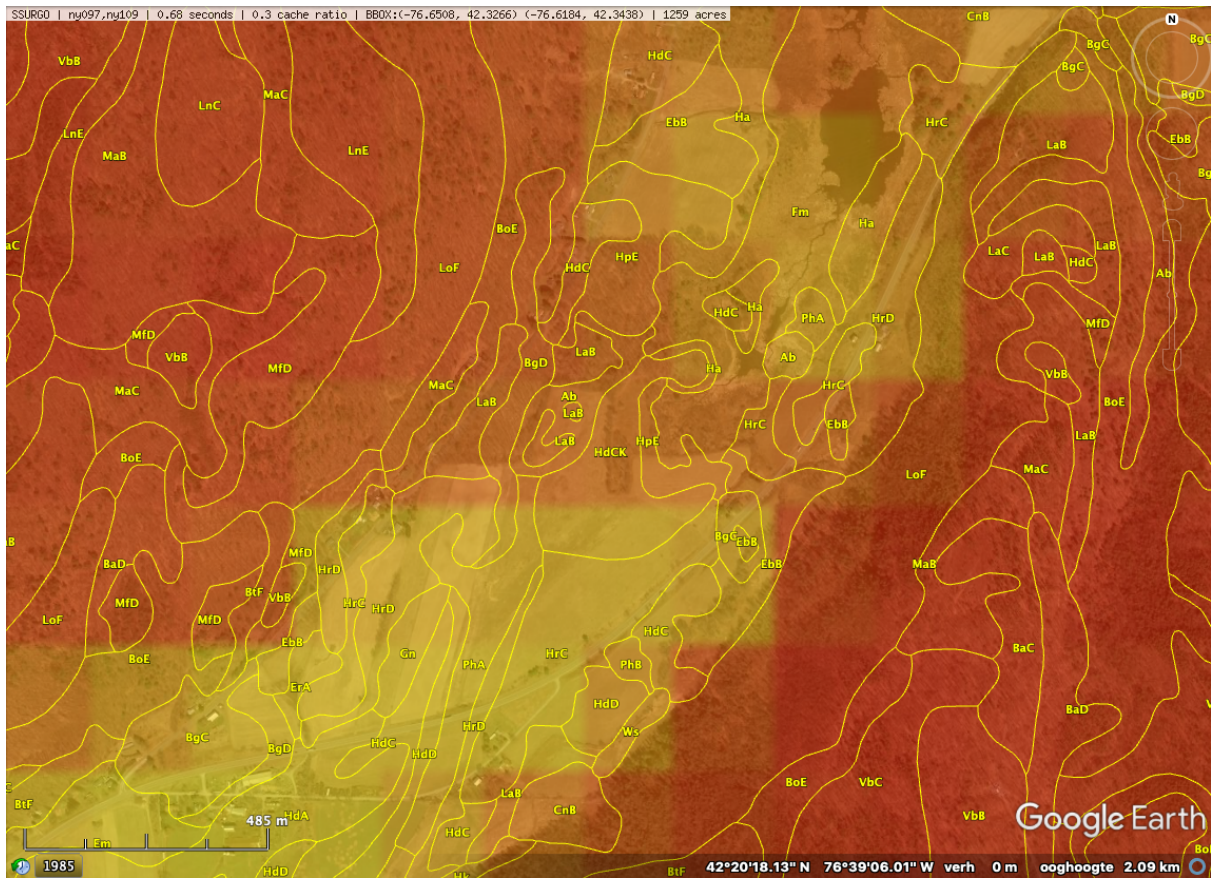 SSURGO | ny097,ny109 | 0.68 seconds | 0.3 cache ratio | BBOX:(-76.6508, 42.3266) (-76.6184, 42.3438) | 1259 acres
CnB
N
BgC
BgC
HdC
VbB
BgC
MaC
BgD
LnC
Ha
EbB
HrC
LnE
EbB
LaB
LnE
MaB
Fm
Ha
BoE
aC
LaB
LaC
HpE
LaB
HdC
LoF
HdC
Ab
Ha
HdC
PhA
HrD
MfD
MfD
LaB
VbB
Ab
BgD
MfD
Ha
VbB
MaC
HrC
MaC
Ab
LaB
BoE
LaB
HrC
EbB
LaB
HpE
LaB
HdCK
BoE
MaC
LoF
BgC
EbB
MfD
BaD
HrD
EbB
MaB
BtF
VbB
MfD
HrC
HrD
LoF
MfD
HdC
EbB
BaC
Gn
HrC
BoE
PhA
PhB
ErA
HdD
BaD
HrD
Ws
BgC
HdC
BgD
HdD
BoE
VbC
LaB
BtF
CnB
HdA
VbB
485 m
Google Earth
HdC
Em
1985
HdD
Hk
BtF
42°20'18.13" N 76°39'06.01" W verh 0 m ooghoogte 2.09 km